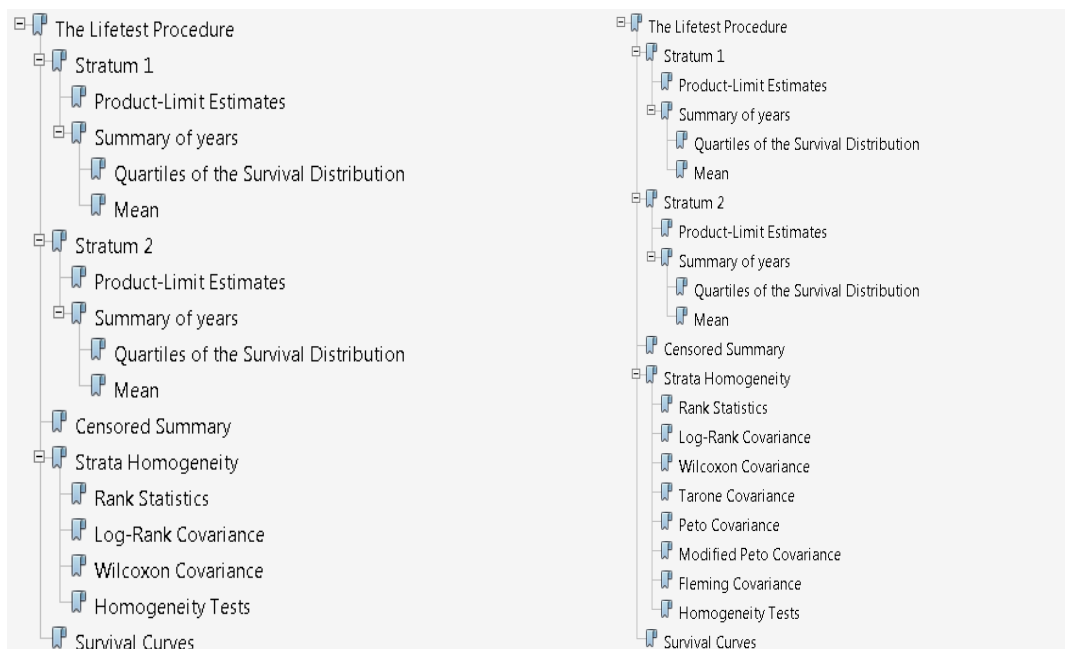 The Lifetest Procedure
Stratum 1
Product-Limit Estimates
Summary of years
Quartiles of the Survival Distribution
Mean
Stratum 2
Product-Limit Estimates
Summary of years
Quartiles of the Survival Distribution
Mean
Censored Summary
Strata Homogeneity
Rank Statistics
Log-Rank Covariance
Wilcoxon Covariance
Homogeneity Tests
Survival Curves
The Lifetest Procedure
Stratum 1
Product-Limit Estimates
Summary of years
Quartiles of the Survival Distribution
Mean
Stratum 2
Product-Limit Estimates
Summary of years
Quartiles of the Survival Distribution
Mean
Censored Summary
Strata Homogeneity
Rank Statistics
Log-Rank Covariance
Wilcoxon Covariance
Tarone Covariance
Peto Covariance
Modified Peto Covariance
Fleming Covariance
Homogeneity Tests
Survival Curves